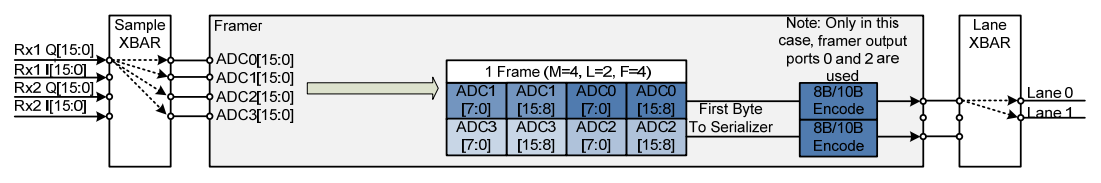 Sample
XBAR
Framer
Note: Only in this
case, framer output
ports 0 and 2 are
used
Lane
XBAR
Rx1 Q[15:0]
Rx1 I[15:0]
Rx2 Q[15:0]
Rx2 I[15:0]
ADC0[15:0]
ADC1[15:0]
ADC2[15:0]
ADC3[15:0]
1 Frame (M=4, L=2, F=4)
ADC1 ADC1 ADC0 ADC0
[7:0] [15:8] [7:0] [15:8]
ADC3 ADC3 ADC2 ADC2
[7:0] [15:8] [7:0] [15:8]
First Byte
To Serializer
8B/10B
Encode
8B/10B
Encode
Lane 0
Lane 1